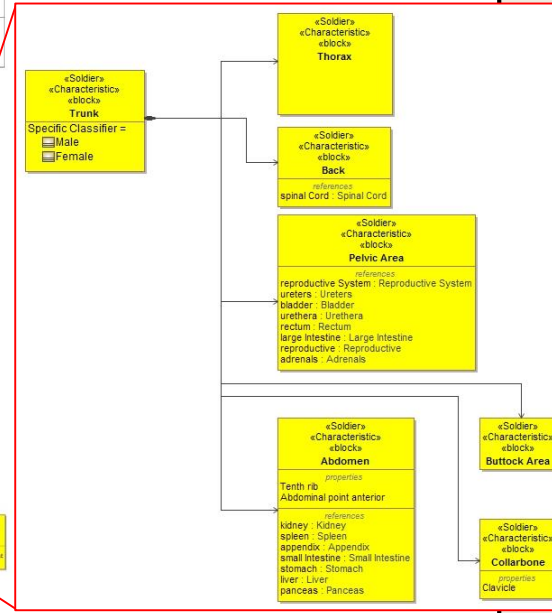 «Soldier»
«Characteristic»
«block»
Trunk
Specific Classifier =
Male
Female
«Soldier»
«Characteristic»
«block»
Thorax
«Soldier»
«Characteristic»
«block»
Back
references
spinal Cord : Spinal Cord
«Soldier»
«Characteristic»
«block»
Pelvic Area
references
reproductive System : Reproductive System
ureters : Ureters
bladder : Bladder
urethera : Urethera
rectum : Rectum
large Intestine : Large Intestine
reproductive : Reproductive
adrenals : Adrenals
«Soldier»
«Characteristic»
«block»
Abdomen
properties
Tenth rib
Abdominal point anterior
references
kidney : Kidney
spleen : Spleen
appendix : Appendix
small Intestine : Small Intestine
stomach : Stomach
liver : Liver
panceas : Panceas
«Soldier»
«Characteristic»
«block»
Buttock Area
«Soldier»
«Characteristic»
«block»
Collarbone
properties
Clavicle